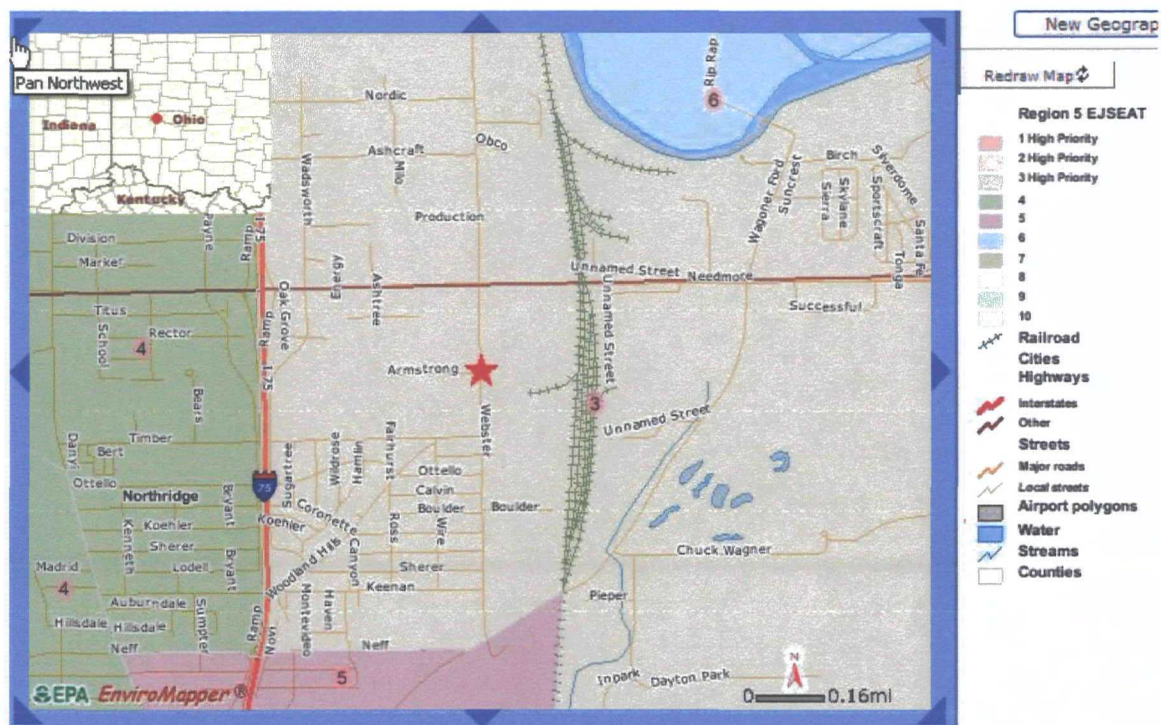 New Geograp
Redraw Map
Pan Northwest
Indiana
Ohio
Kentucky
Region 5 EJSEAT
1 High Priority
2 High Priority
3 High Priority
4
5
6
7
8
9
10
Railroad
Cities
Highways
Interstates
Other
Streets
Major roads
Local streets
Airport polygons
Water
Streams
Counties
Nordic
Rip Rap
6
Obco
Ashcraft
Milo
Wadsworth
Birch
Silverdome
Wagoner Ford
Suncrest
Skylane
Sierra
Sportscraft
Santa Fe
Tonga
Production
Payne
Ramp
I-75
Division
Market
Energy
Ashtree
Oak Grove
Unnamed Street
Needmore
Unnamed Street
Successful
Titus
School
Rector
4
Ramp
I-75
Armstrong
Webster
3
Unnamed Street
Bears
Timber
Danyi
Bert
Ottello
Northridge
75
Sugartree
Wildrose
Hamlin
Fairhurst
Ottello
Calvin
Boulder
Boulder
Bryant
Koehler
Koehler
Coronette
Canyon
Ross
Wire
Kenneth
Sherer
Lodell
Bryant
Woodland Hills
Sherer
Keenan
Chuck Wagner
Madrid
4
Auburndale
Hillsdale
Hillsdale
Sumpter
Ramp
Novi
Montevideo
Haven
Pieper
Neff
Neff
5
Inpark
Dayton Park
N
0
0.16mi
EPA EnviroMapper ®